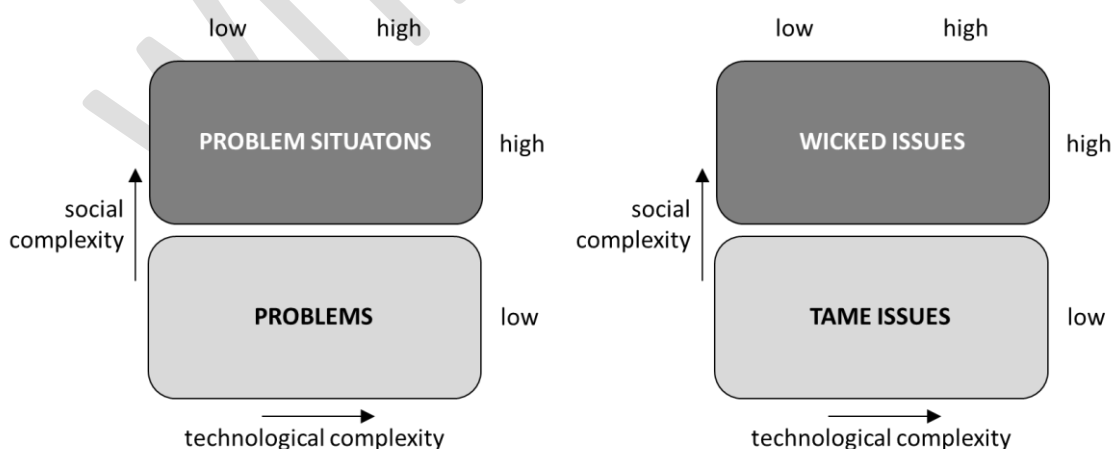 low high
PROBLEM SITUATONS
high
social
complexity
PROBLEMS
low
technological complexity
low high
WICKED ISSUES
high
social
complexity
TAME ISSUES
low
technological complexity